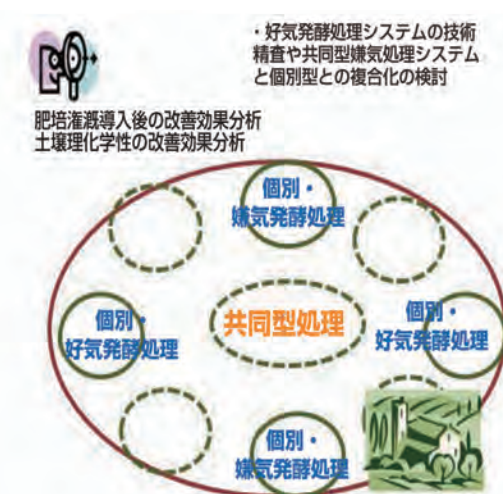 ・好気発酵処理システムの技術
精査や共同型嫌気処理システム
と個別型との複合化の検討
肥培潅漑導入後の改善効果分析
土壌理化学性の改善効果分析
個別・
嫌気発酵処理
個別・
好気発酵処理
共同型処理
個別・
好気発酵処理
個別・
嫌気発酵処理